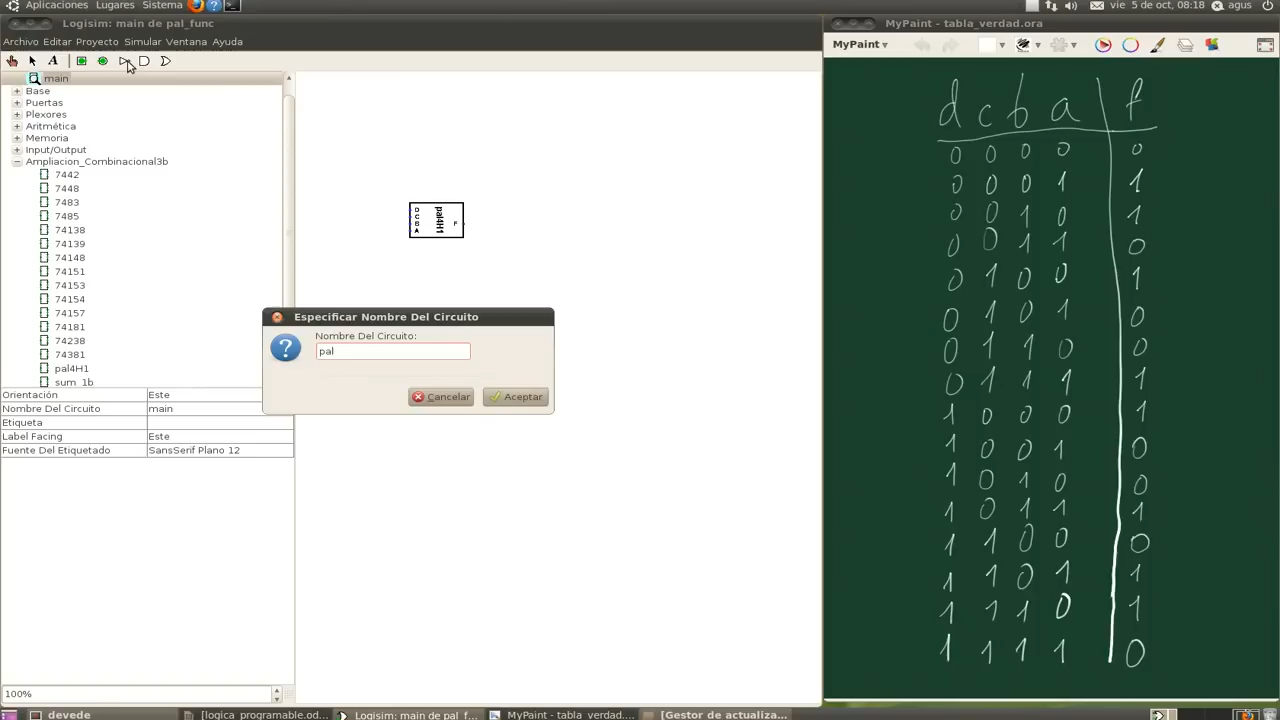 Aplicaciones Lugares Sistema vie 5 de oct, 08:18 agus
Logisim: main de pal_func
Archivo Editar Proyecto Simular Ventana Ayuda
A
main
Base
Puertas
Plexores
Aritmética
Memoria
Input/Output
Ampliacion_Combinacional3b
7442
7448
7483
7485
74138
74139
74148
74151
74153
74154
74157
74181
74238
74381
pal4H1
sum_1b
Orientación Este
Nombre Del Circuito main
Etiqueta
Label Facing Este
Fuente Del Etiquetado SansSerif Plano 12
100%
D
C
B
A
pal4H1
F
Especificar Nombre Del Circuito
?
Nombre Del Circuito:
pal
Cancelar Aceptar
MyPaint - tabla_verdad.ora
MyPaint
d c b a f
0 0 0 0 0
0 0 0 1 1
0 0 1 0 1
0 0 1 1 0
0 1 0 0 1
0 1 0 1 0
0 1 1 0 0
0 1 1 1 1
1 0 0 0 1
1 0 0 1 0
1 0 1 0 0
1 0 1 1 1
1 1 0 0 0
1 1 0 1 1
1 1 1 0 1
1 1 1 1 0
devede [logica_programable.od... Logisim: main de pal_f... MyPaint - tabla_verdad.... [Gestor de actualiza...